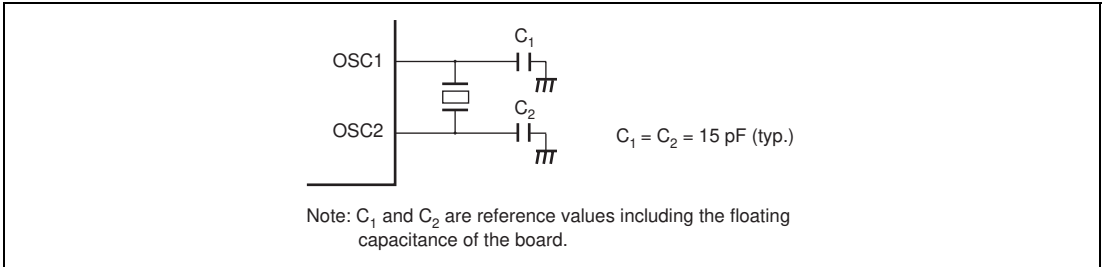 C₁
OSC1
C₂
OSC2
C₁ = C₂ = 15 pF (typ.)
Note: C₁ and C₂ are reference values including the floating
capacitance of the board.